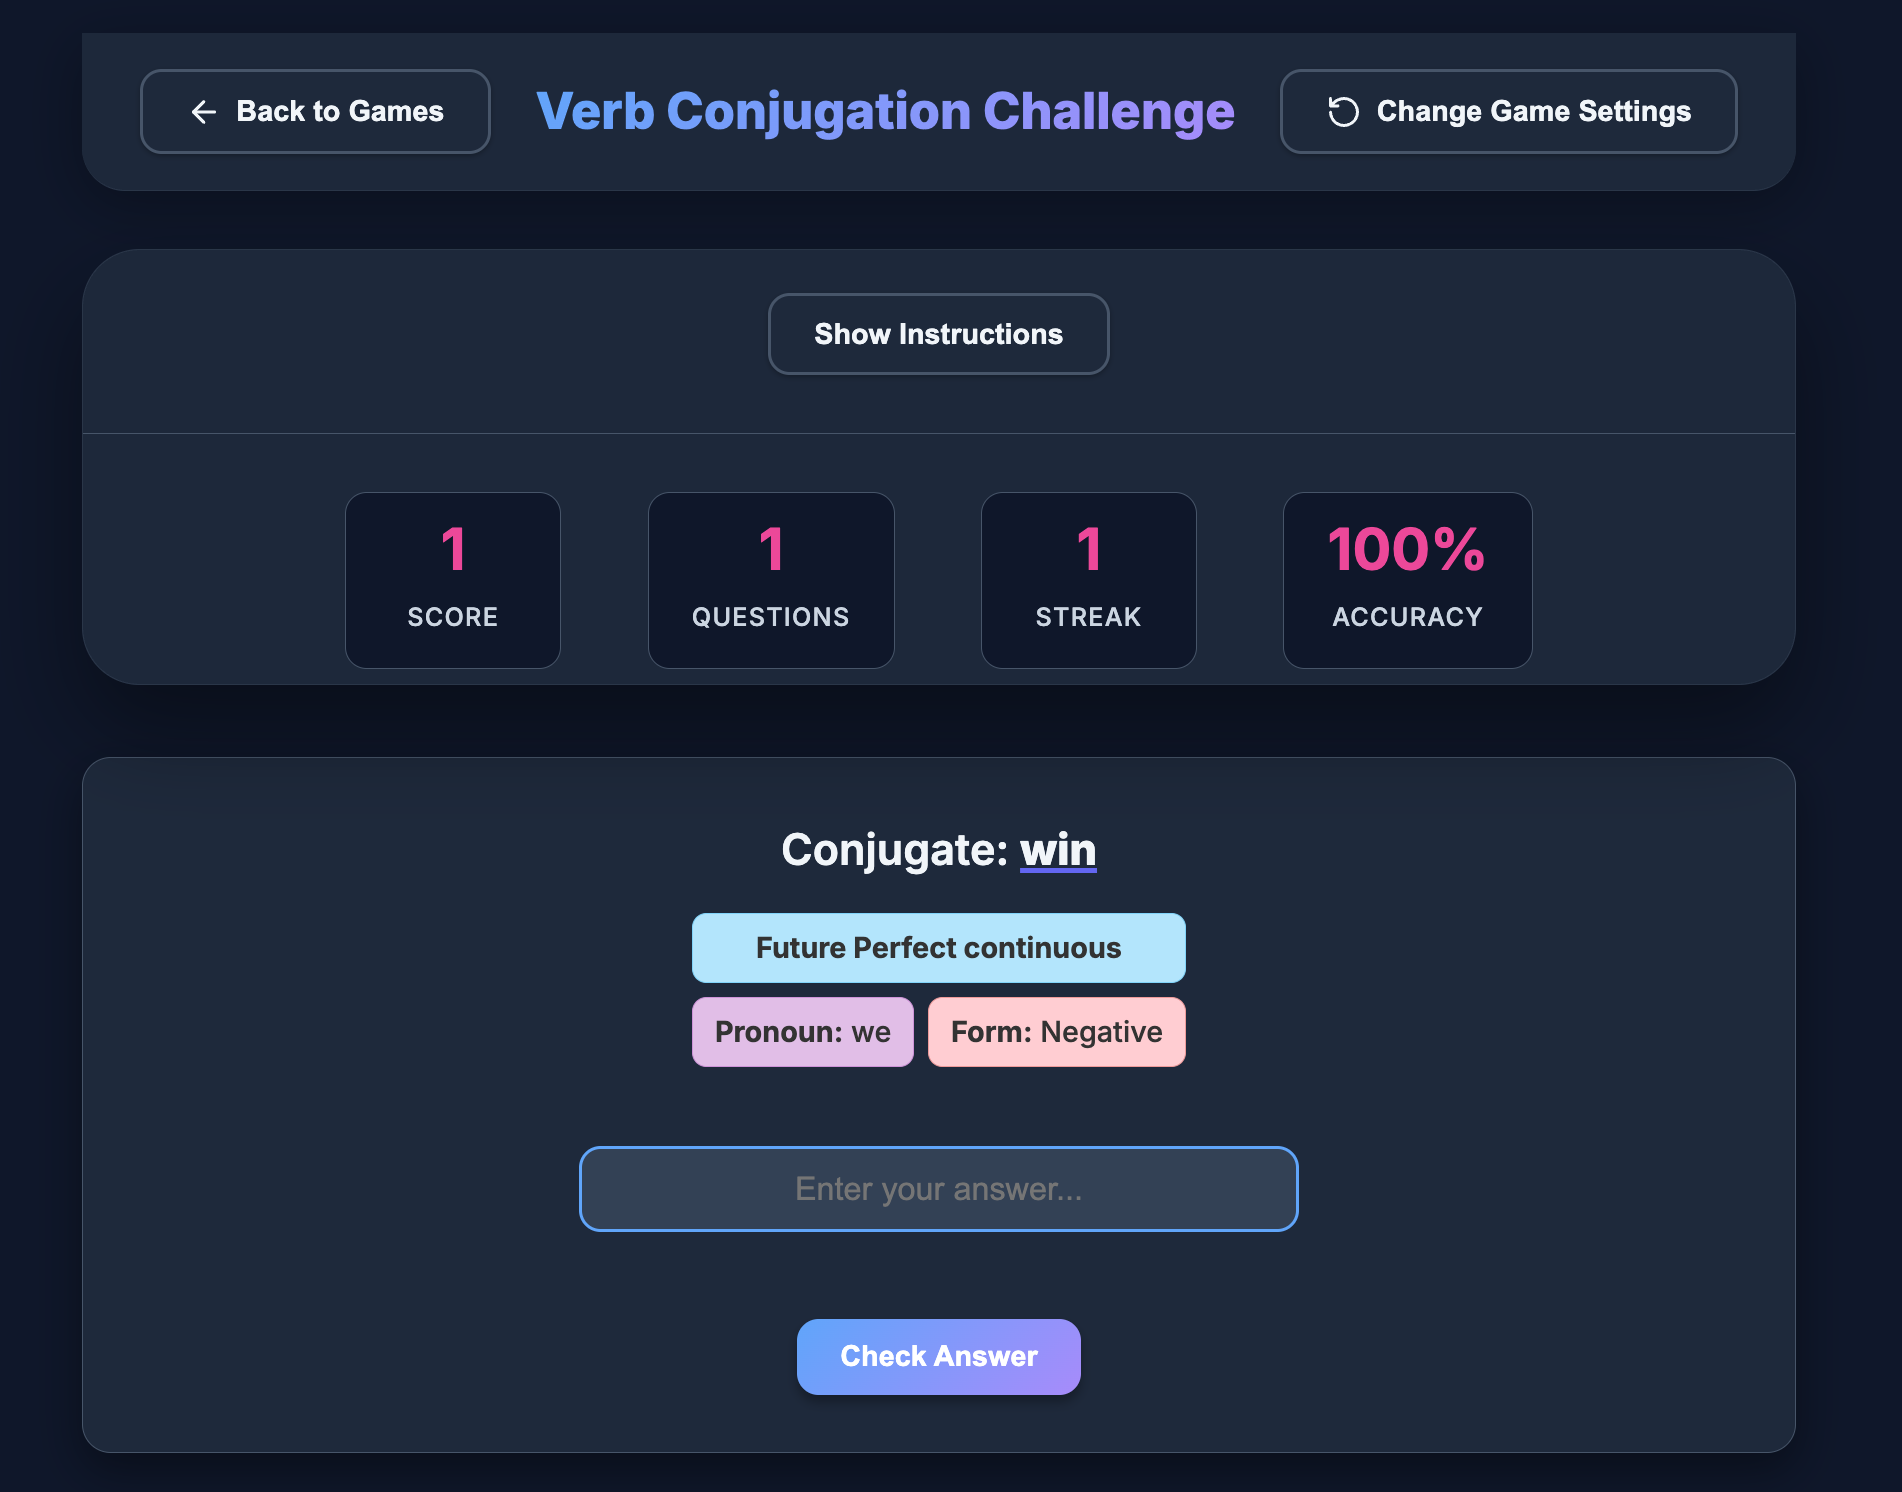 Back to Games
Verb Conjugation Challenge
Change Game Settings
Show Instructions
1
SCORE
1
QUESTIONS
1
STREAK
100%
ACCURACY
Conjugate: win
Future Perfect continuous
Pronoun: we
Form: Negative
Enter your answer...
Check Answer